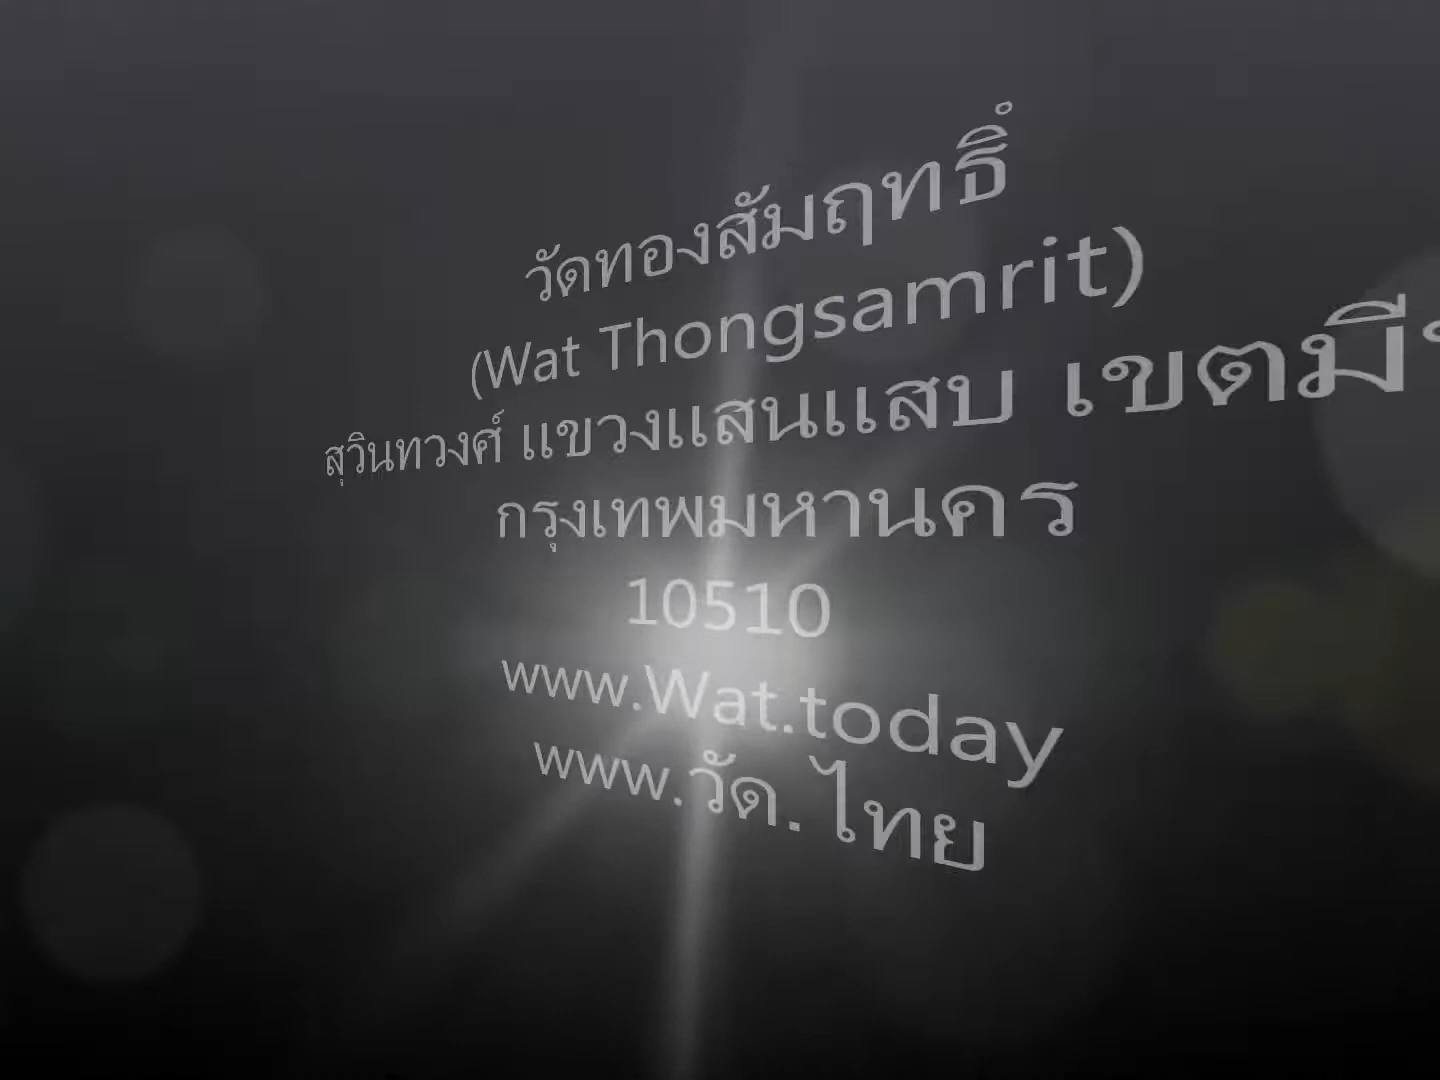 วัดทองสัมฤทธิ์
(Wat Thongsamrit)
สุวินทวงศ์ แขวงแสนแสบ เขตมี
กรุงเทพมหานคร
10510
www.Wat.today
www.วัด.ไทย